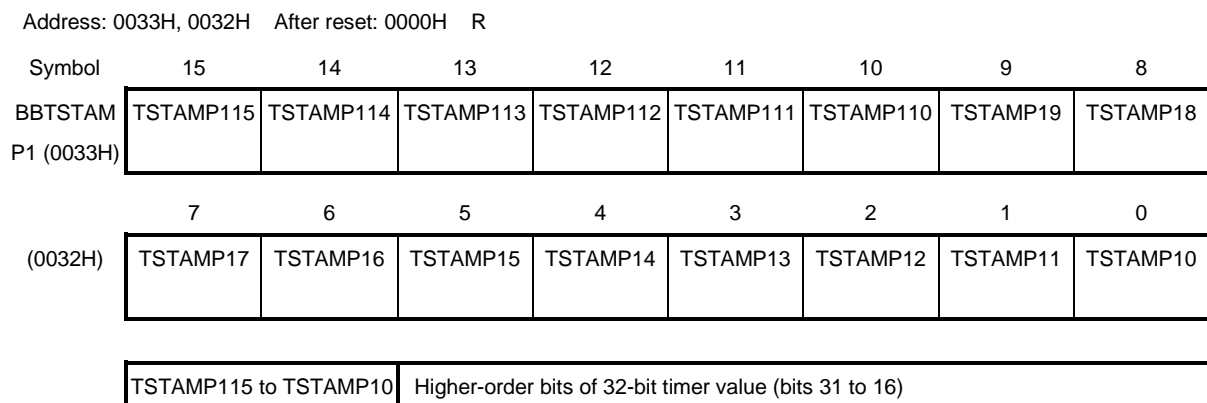 Address: 0033H, 0032H After reset: 0000H R
Symbol 15 14 13 12 11 10 9 8
BBTSTAM TSTAMP115 TSTAMP114 TSTAMP113 TSTAMP112 TSTAMP111 TSTAMP110 TSTAMP19 TSTAMP18
P1 (0033H)
7 6 5 4 3 2 1 0
(0032H) TSTAMP17 TSTAMP16 TSTAMP15 TSTAMP14 TSTAMP13 TSTAMP12 TSTAMP11 TSTAMP10
TSTAMP115 to TSTAMP10 Higher-order bits of 32-bit timer value (bits 31 to 16)